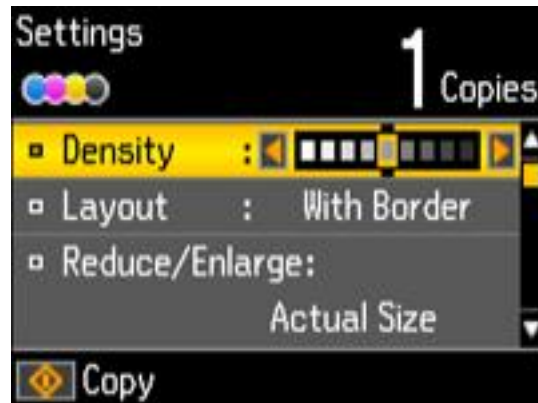 Settings
1 Copies
Density :
Layout : With Border
Reduce/Enlarge:
Actual Size
Copy